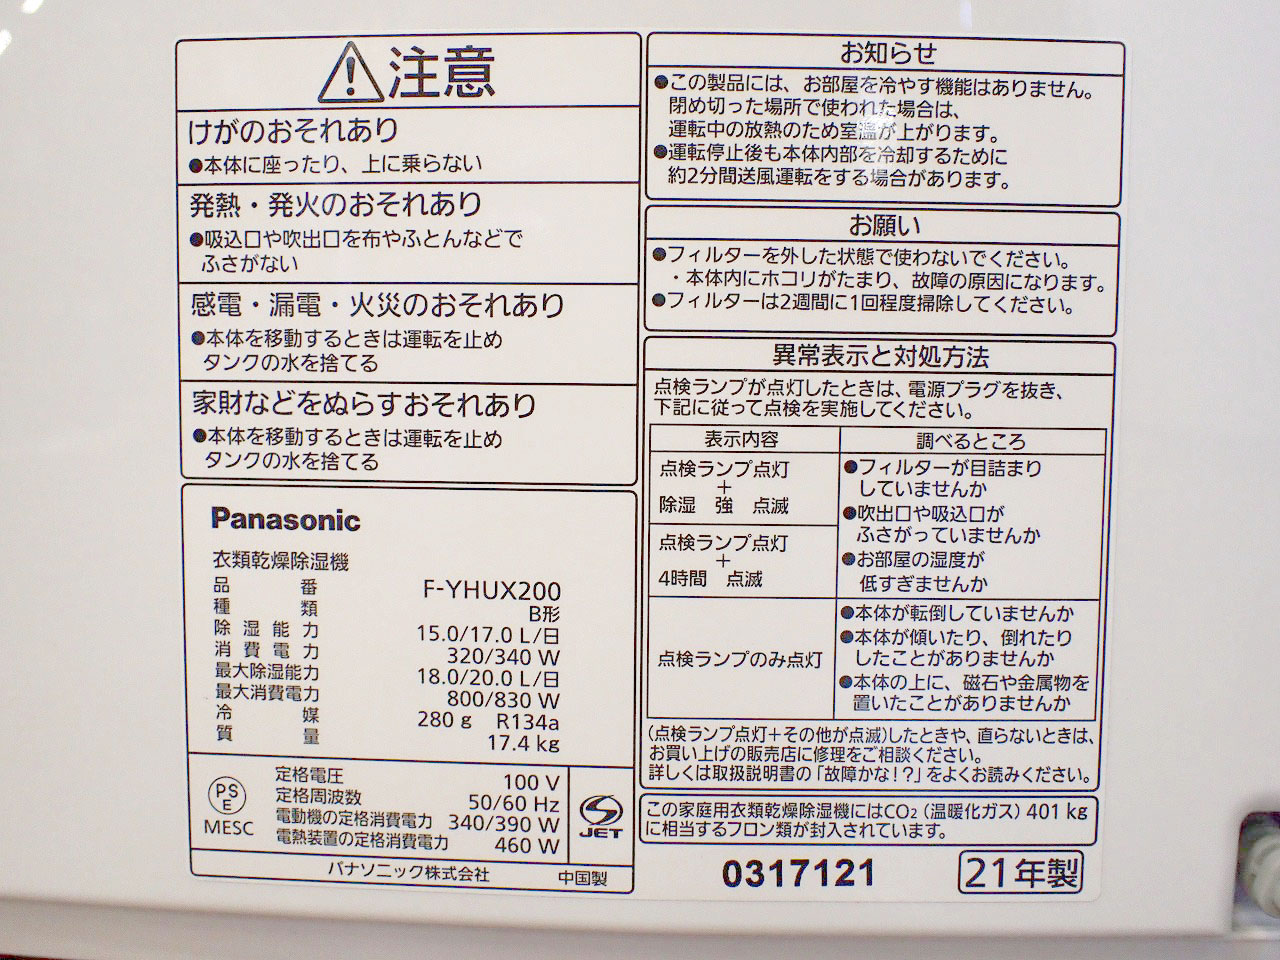 注意
けがのおそれあり
●本体に座ったり、上に乗らない
発熱・発火のおそれあり
●吸込口や吹出口を布やふとんなどで
ふさがない
感電・漏電・火災のおそれあり
●本体を移動するときは運転を止め
タンクの水を捨てる
家財などをぬらすおそれあり
●本体を移動するときは運転を止め
タンクの水を捨てる
Panasonic
衣類乾燥除湿機
品番 F-YHUX200
種類 B形
除湿能力 15.0/17.0 L/日
消費電力 320/340 W
最大除湿能力 18.0/20.0 L/日
最大消費電力 800/830 W
冷媒 280 g R134a
質量 17.4 kg
PS
E
MESC
定格電圧 100 V
定格周波数 50/60 Hz
電動機の定格消費電力 340/390 W
電熱装置の定格消費電力 460 W
JET
パナソニック株式会社 中国製
お知らせ
●この製品には、お部屋を冷やす機能はありません。
閉め切った場所で使われた場合は、
運転中の放熱のため室温が上がります。
●運転停止後も本体内部を冷却するために
約2分間送風運転をする場合があります。
お願い
●フィルターを外した状態で使わないでください。
・本体内にホコリがたまり、故障の原因になります。
●フィルターは2週間に1回程度掃除してください。
異常表示と対処方法
点検ランプが点灯したときは、電源プラグを抜き、
下記に従って点検を実施してください。
表示内容 調べるところ
点検ランプ点灯
+
除湿 強 点滅
点検ランプ点灯
+
4時間 点滅
●フィルターが目詰まり
していませんか
●吹出口や吸込口が
ふさがっていませんか
●お部屋の湿度が
低すぎませんか
点検ランプのみ点灯
●本体が転倒していませんか
●本体が傾いたり、倒れたり
したことがありませんか
●本体の上に、磁石や金属物を
置いたことがありませんか
(点検ランプ点灯+その他が点滅)したときや、直らないときは、
お買い上げの販売店に修理をご相談ください。
詳しくは取扱説明書の「故障かな!?」をよくお読みください。
この家庭用衣類乾燥除湿機にはCO₂（温暖化ガス）401 kg
に相当するフロン類が封入されています。
0317121 21年製